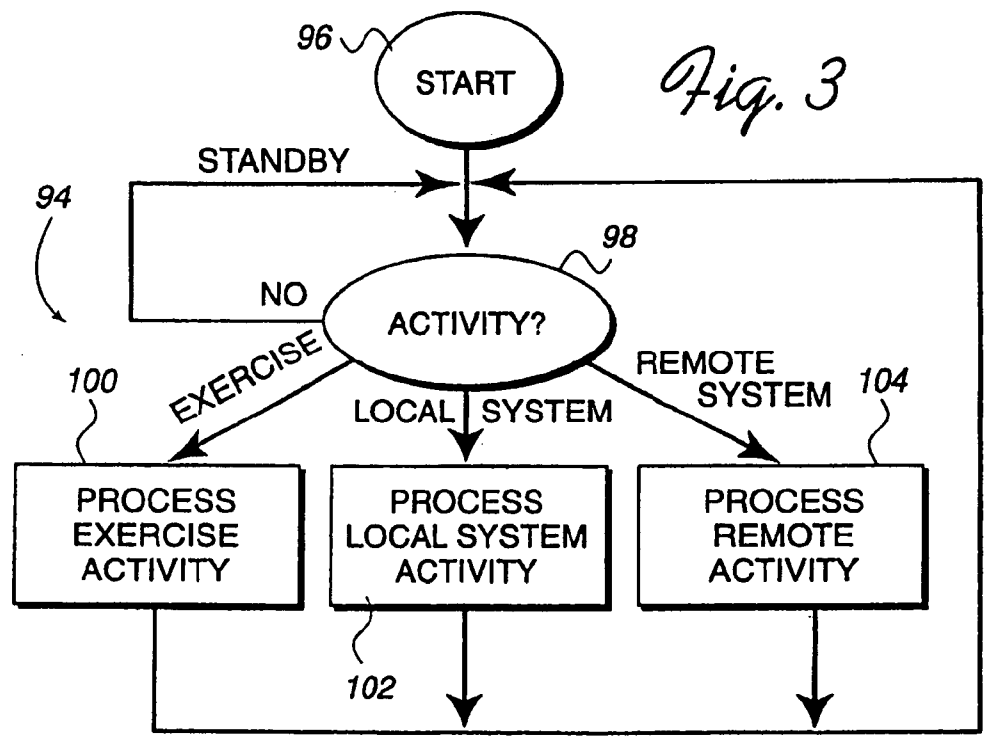 96
START
Fig. 3
STANDBY
94
98
NO
ACTIVITY?
EXERCISE
LOCAL SYSTEM
REMOTE
SYSTEM
100
104
PROCESS
EXERCISE
ACTIVITY
PROCESS
LOCAL SYSTEM
ACTIVITY
PROCESS
REMOTE
ACTIVITY
102